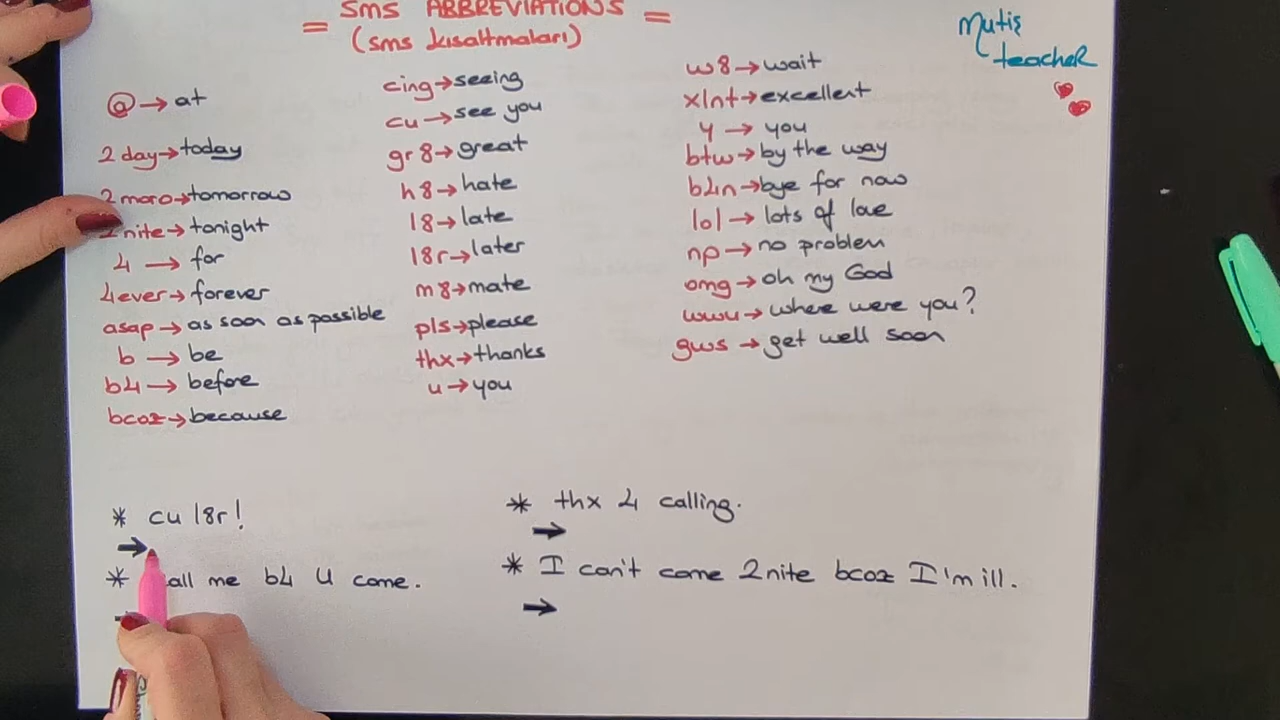 = SMS ABBREVIATIONS =
(sms kısaltmaları)
Mutis
teacher
@ → at
2 day → today
2 moro → tomorrow
2 nite → tonight
4 → for
4ever → forever
asap → as soon as possible
b → be
b4 → before
bcoz → because
cing → seeing
cu → see you
gr8 → great
h8 → hate
l8 → late
l8r → later
m8 → mate
pls → please
thx → thanks
u → you
w8 → wait
xlnt → excellent
y → you
btw → by the way
b4n → bye for now
lol → lots of love
np → no problem
omg → oh my God
wwu → where were you?
gws → get well soon
* cu l8r!
→
* all me b4 U come.
→
* thx 4 calling.
→
* I can't come 2nite bcoz I'm ill.
→